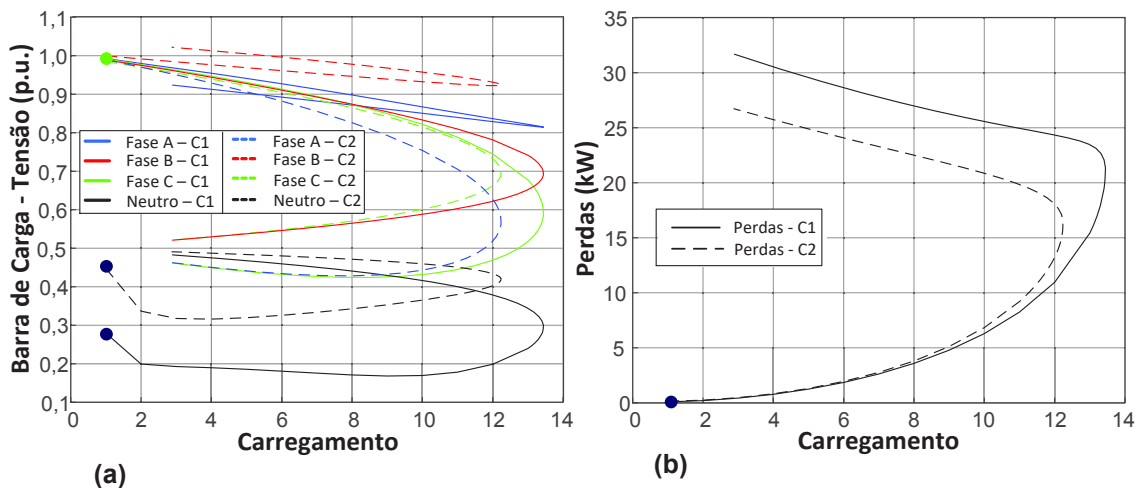 Barra de Carga - Tensão (p.u.)
1,1
1,0
0,9
0,8
0,7
0,6
0,5
0,4
0,3
0,2
0,1
Fase A – C1
Fase B – C1
Fase C – C1
Neutro – C1
Fase A – C2
Fase B – C2
Fase C – C2
Neutro – C2
0 2 4 6 8 10 12 14
Carregamento
(a)
Perdas (kW)
35
30
25
20
15
10
5
0
Perdas - C1
Perdas - C2
0 2 4 6 8 10 12 14
Carregamento
(b)